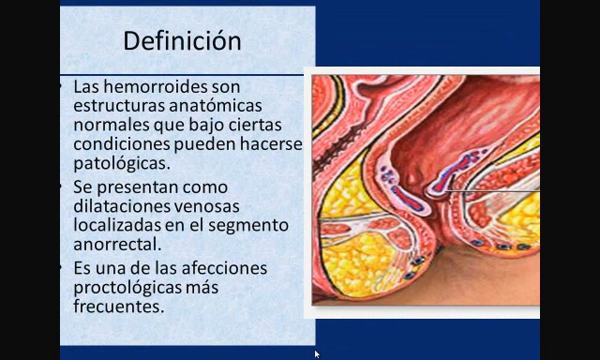 Definición
Las hemorroides son
estructuras anatómicas
normales que bajo ciertas
condiciones pueden hacerse
patológicas.
Se presentan como
dilataciones venosas
localizadas en el segmento
anorrectal.
Es una de las afecciones
proctológicas más
frecuentes.